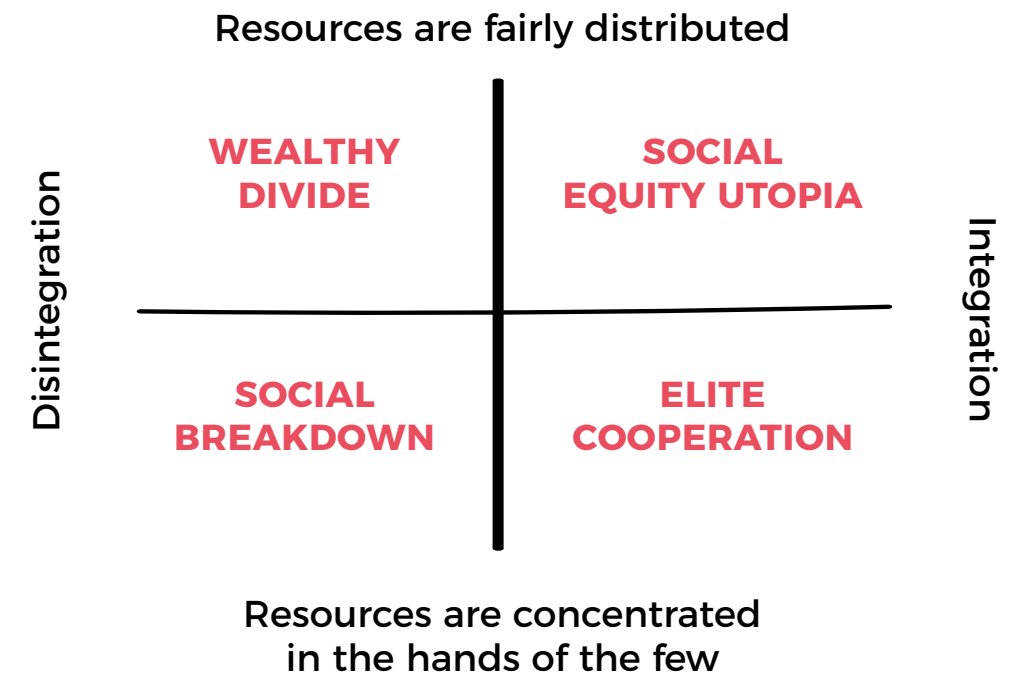 Resources are fairly distributed
WEALTHY
DIVIDE
SOCIAL
EQUITY UTOPIA
Disintegration
Integration
SOCIAL
BREAKDOWN
ELITE
COOPERATION
Resources are concentrated
in the hands of the few